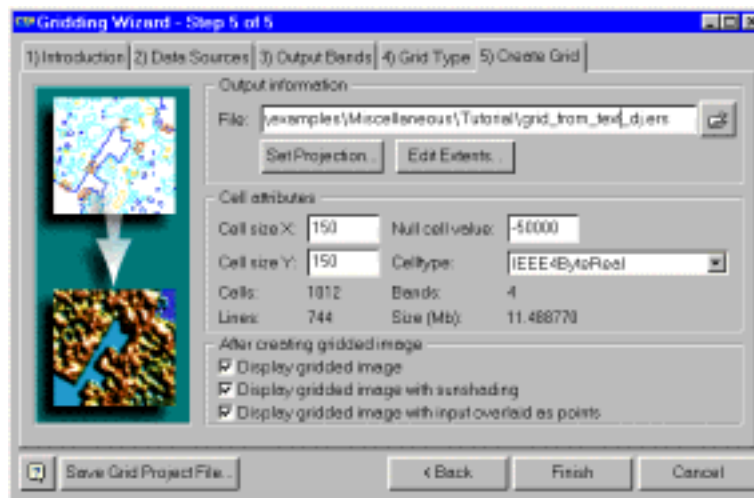 Gridding Wizard - Step 5 of 5
1) Introduction 2) Data Sources 3) Output Bands 4) Grid Type 5) Create Grid
Output information
File: \examples\Miscellaneous\Tutorial\grid_from_text_dj.ers
Set Projection... Edit Extents...
Cell attributes
Cell size X: 150 Null cell value: -50000
Cell size Y: 150 Celltype: IEEE4ByteReal
Cells: 1012 Bands: 4
Lines: 744 Size (Mb): 11.488770
After creating gridded image
Display gridded image
Display gridded image with sunshading
Display gridded image with input overlaid as points
Save Grid Project File... < Back Finish Cancel